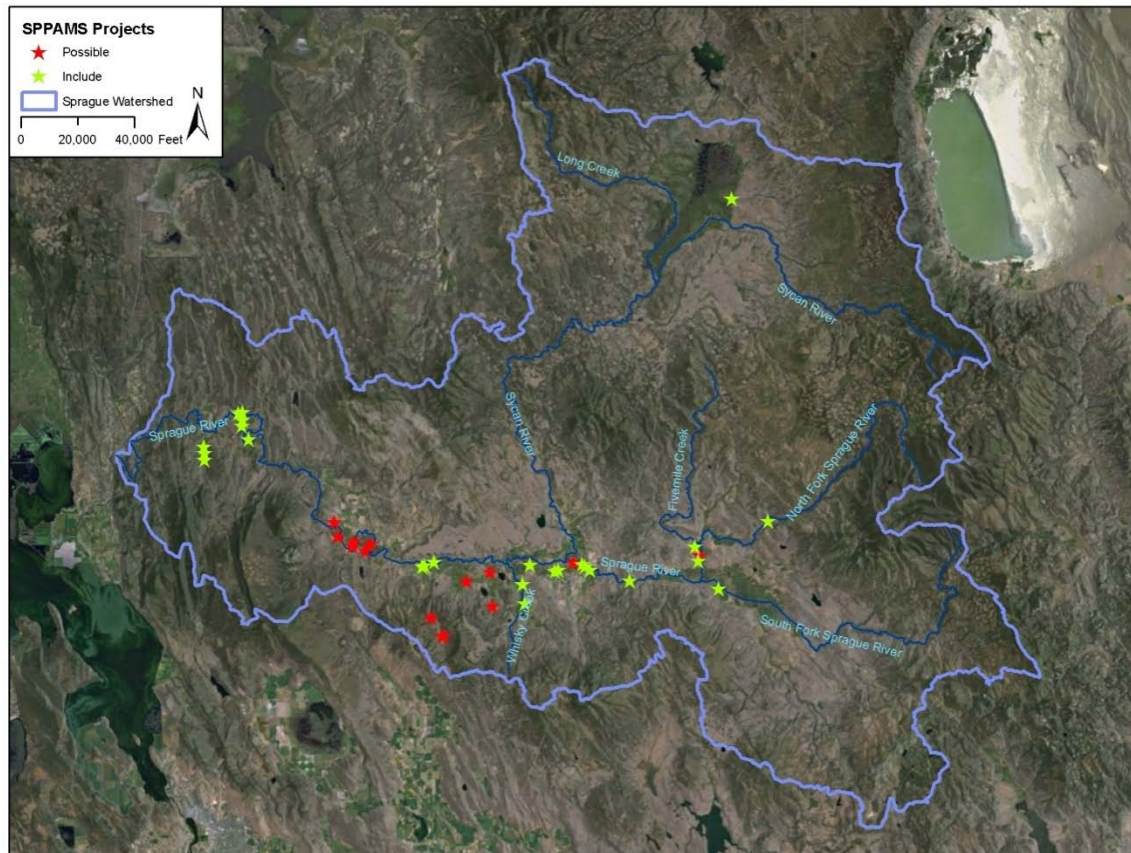 SPPAMS Projects
Possible
Include
Sprague Watershed
N
0 20,000 40,000 Feet
Long Creek
Sycan River
Sprague River
Sycan River
Fivemile Creek
North Fork Sprague River
Sprague River
Whisky Creek
South Fork Sprague River